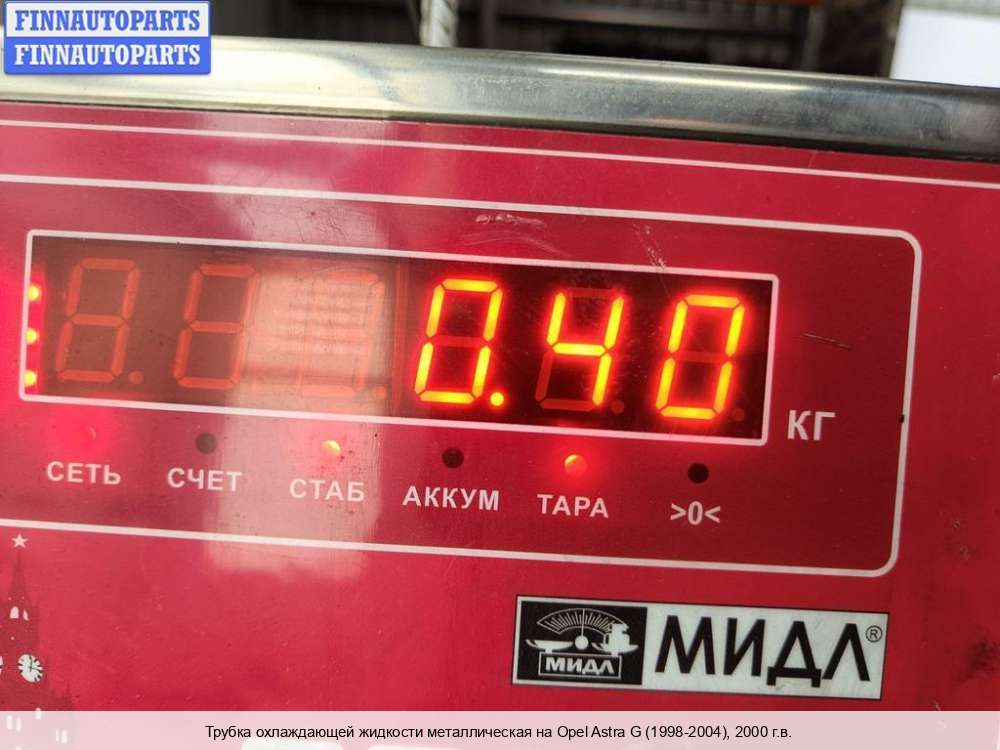 FINNAUTOPARTS
FINNAUTOPARTS
0.40
КГ
СЕТЬ СЧЕТ СТАБ АККУМ ТАРА >0<
МИДЛ МИДЛ®
Трубка охлаждающей жидкости металлическая на Opel Astra G (1998-2004), 2000 г.в.